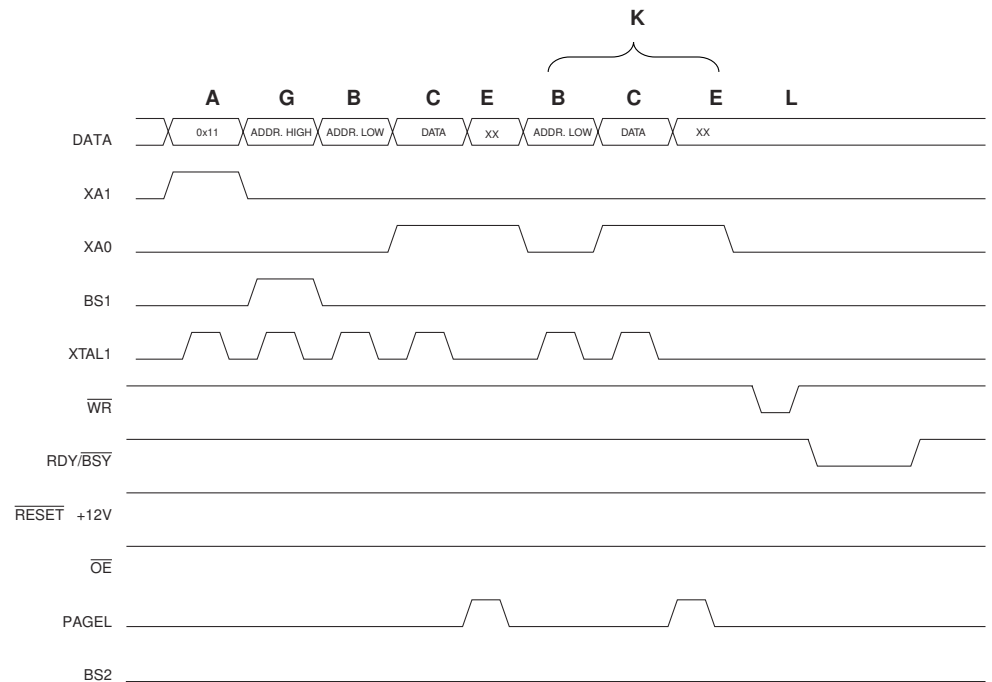 K
A G B C E B C E L
DATA 0x11 ADDR. HIGH ADDR. LOW DATA XX ADDR. LOW DATA XX
XA1
XA0
BS1
XTAL1
WR
RDY/BSY
RESET +12V
OE
PAGEL
BS2